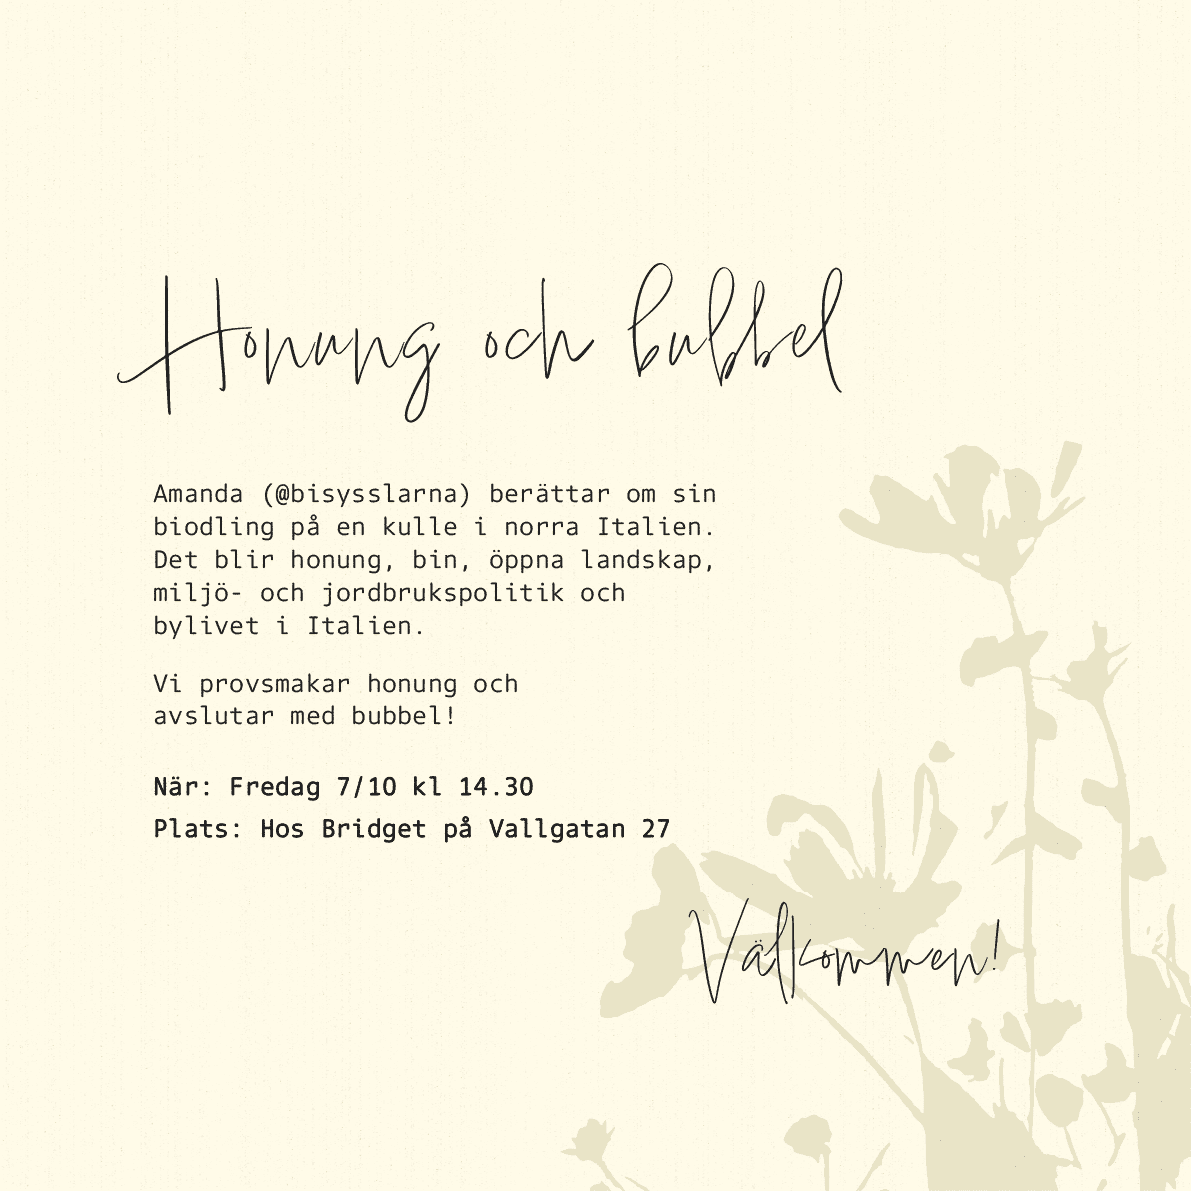 Honung och bubbel
Amanda (@bisysslarna) berättar om sin
biodling på en kulle i norra Italien.
Det blir honung, bin, öppna landskap,
miljö- och jordbrukspolitik och
bylivet i Italien.
Vi provsmakar honung och
avslutar med bubbel!
När: Fredag 7/10 kl 14.30
Plats: Hos Bridget på Vallgatan 27
Välkommen!